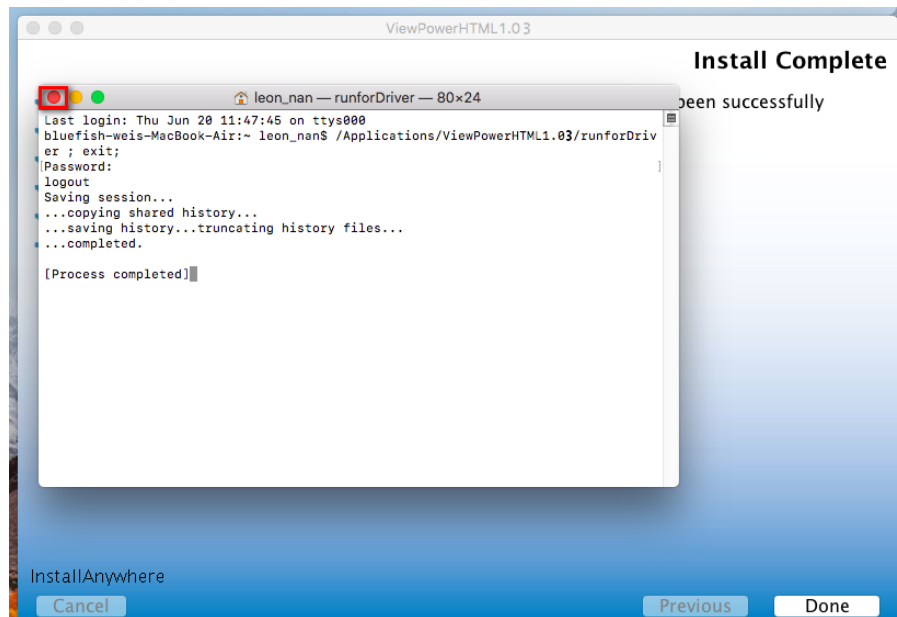 ViewPowerHTML1.03
Install Complete
leon_nan — runforDriver — 80×24
been successfully
Last login: Thu Jun 20 11:47:45 on ttys000
bluefish-weis-MacBook-Air:~ leon_nan$ /Applications/ViewPowerHTML1.03/runforDriv
er ; exit;
[Password: ]
logout
Saving session...
...copying shared history...
...saving history...truncating history files...
...completed.
[Process completed]
InstallAnywhere
Cancel
Previous
Done